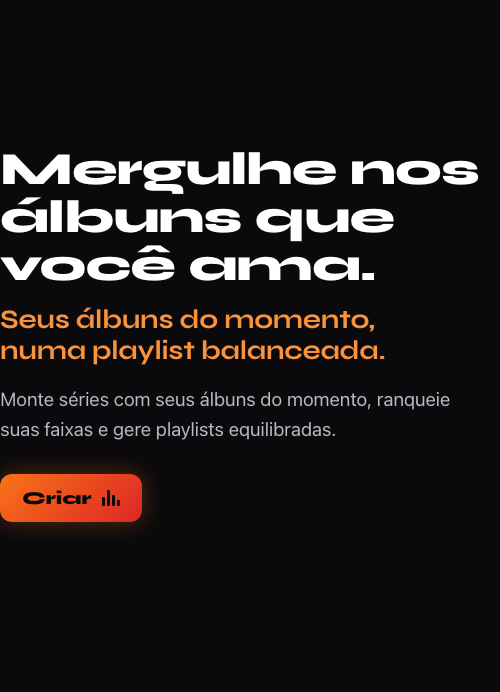 Mergulhe nos
álbuns que
você ama.
Seus álbuns do momento,
numa playlist balanceada.
Monte séries com seus álbuns do momento, ranqueie
suas faixas e gere playlists equilibradas.
Criar